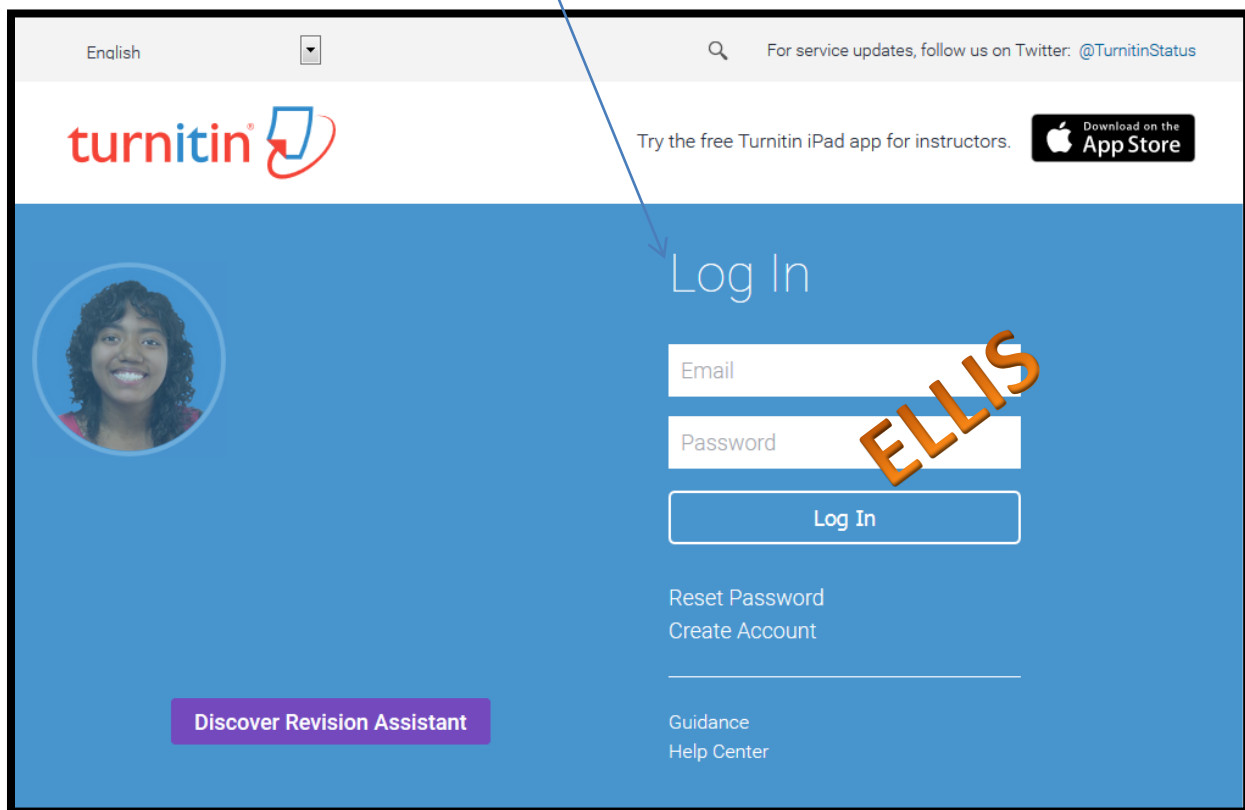 English
For service updates, follow us on Twitter: @TurnitinStatus
turnitin®
Try the free Turnitin iPad app for instructors.
Download on the
App Store
Log In
Email
Password
ELLIS
Log In
Reset Password
Create Account
Discover Revision Assistant
Guidance
Help Center